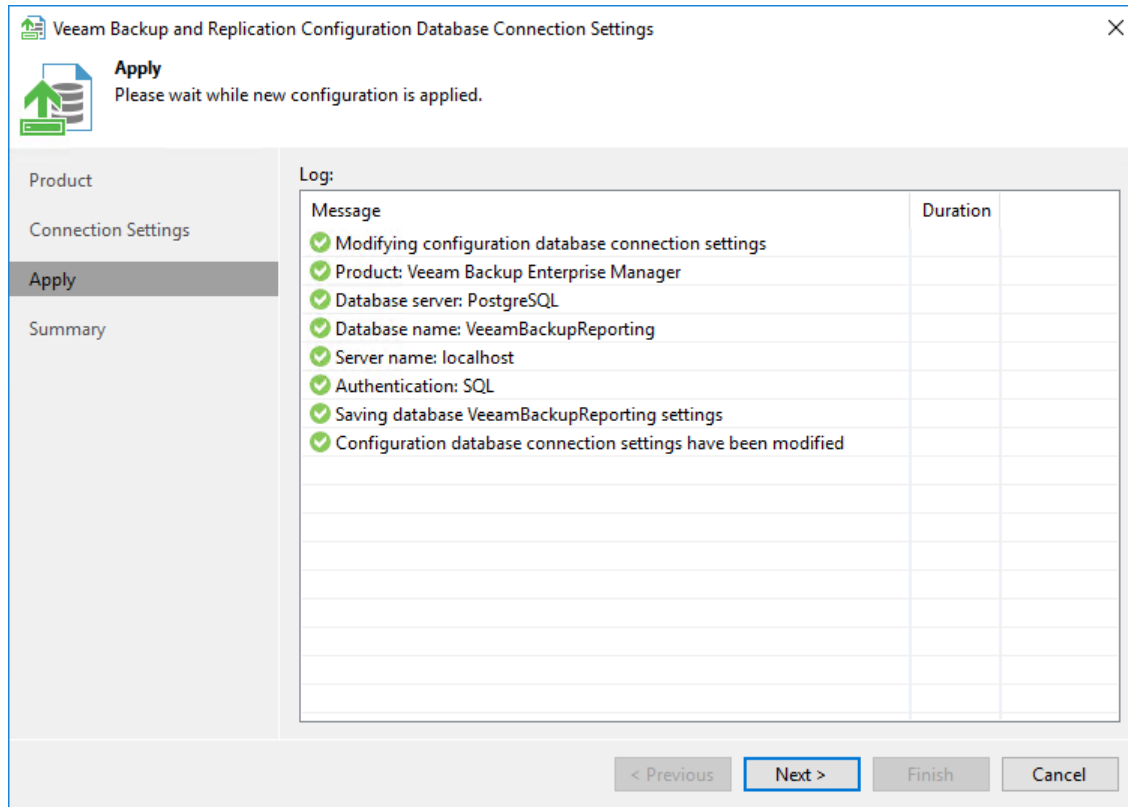 Veeam Backup and Replication Configuration Database Connection Settings
Apply
Please wait while new configuration is applied.
Product
Connection Settings
Apply
Summary
Log:
Message Duration
Modifying configuration database connection settings
Product: Veeam Backup Enterprise Manager
Database server: PostgreSQL
Database name: VeeamBackupReporting
Server name: localhost
Authentication: SQL
Saving database VeeamBackupReporting settings
Configuration database connection settings have been modified
< Previous Next > Finish Cancel